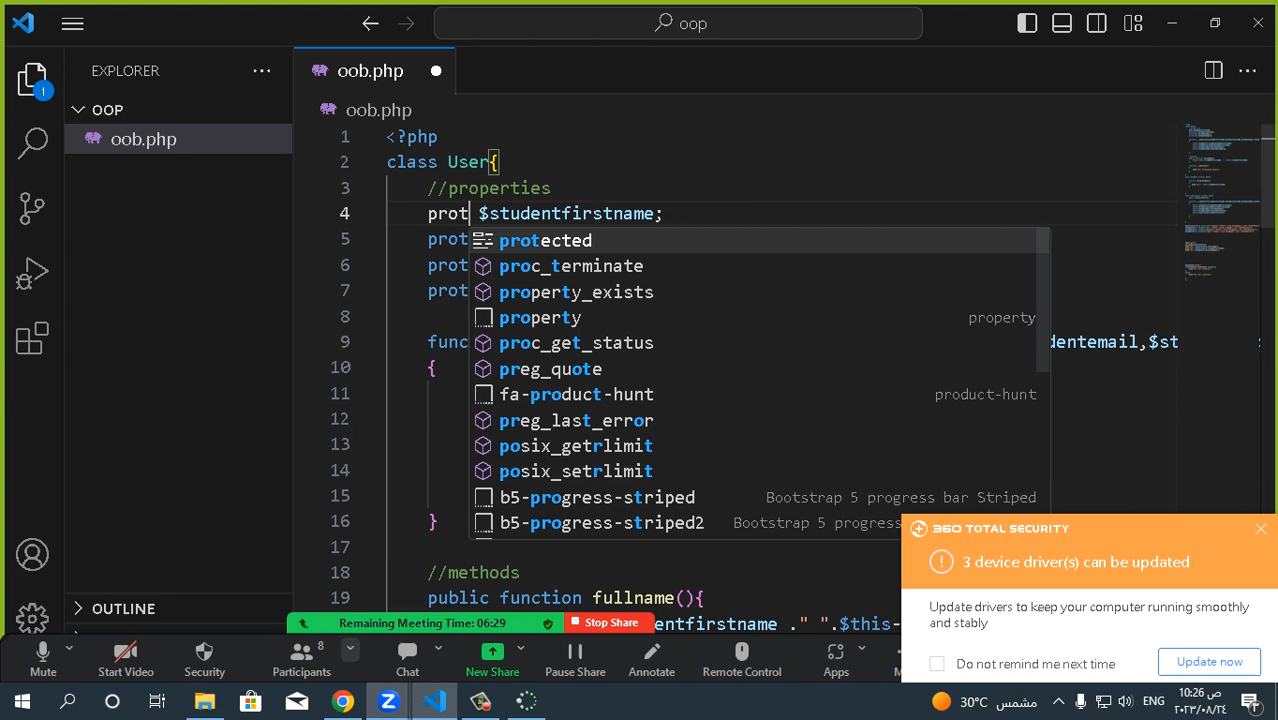 oop
EXPLORER
oob.php
1
OOP
oob.php
oob.php
1 <?php
2 class User{
3 //properties
4 prot $studentfirstname;
5 prot
6 prot
7 prot
8
9 func dentemail,$st $
10 {
11
12
13
14
15
16 }
17
18 //methods
19 public function fullname(){
entfirstname ." ".$this-
protected
proc_terminate
property_exists
property property
proc_get_status
preg_quote
fa-product-hunt product-hunt
preg_last_error
posix_getrlimit
posix_setrlimit
b5-progress-striped Bootstrap 5 progress bar Striped
b5-progress-striped2 Bootstrap 5 progress
OUTLINE
360 TOTAL SECURITY
3 device driver(s) can be updated
Update drivers to keep your computer running smoothly
and stably
Do not remind me next time
Update now
Remaining Meeting Time: 06:29 Stop Share
8
Mute Start Video Security Participants Chat New Share Pause Share Annotate Remote Control Apps
30°C مشمس ENG 10:26 ص
٢٠٢٣/٠٨/٢٤